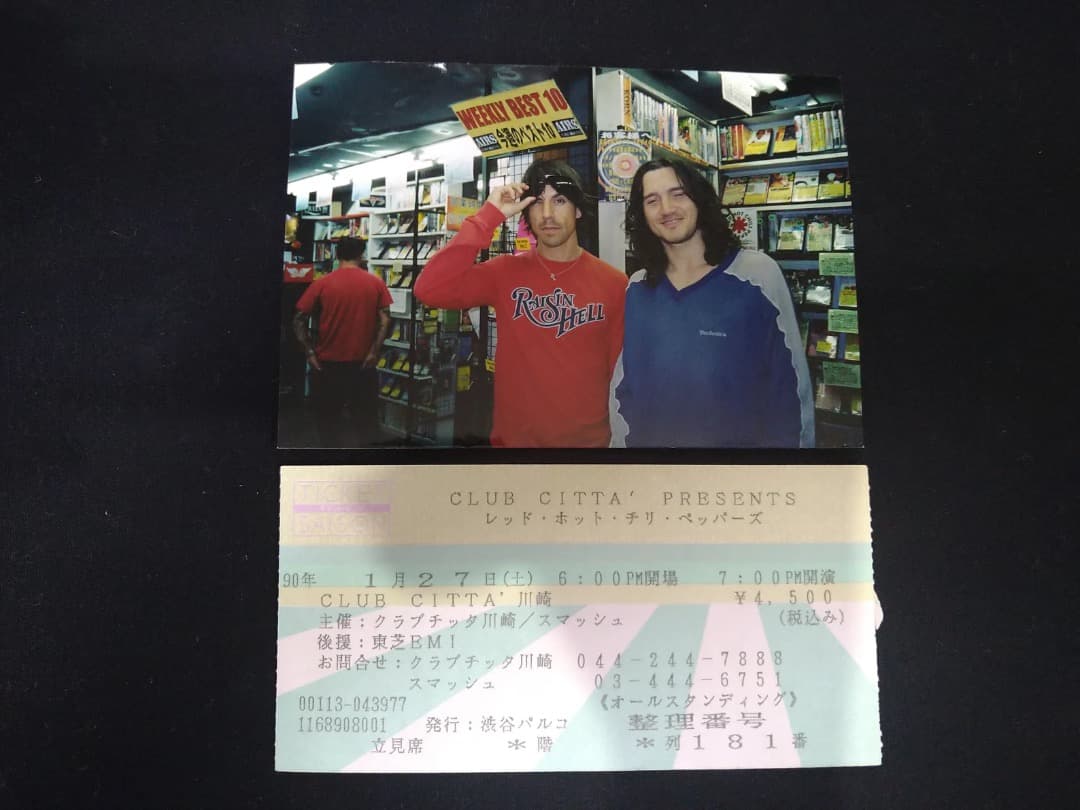 WEEKLY BEST 10
AIRS 今週のベスト10 AIRS
お客様へ
RAISIN HELL
TICKET
SAISON
CLUB CITTA' PRESENTS
レッド・ホット・チリ・ペッパーズ
90年 1月27日(土) 6:00PM開場 7:00PM開演
CLUB CITTA'川崎 ¥4,500
主催:クラブチッタ川崎/スマッシュ (税込み)
後援:東芝EMI
お問合せ:クラブチッタ川崎 044-244-7888
スマッシュ 03-444-6751
00113-043977 《オールスタンディング》
1168908001 発行:渋谷パルコ 整理番号
立見席 *階 *列181番